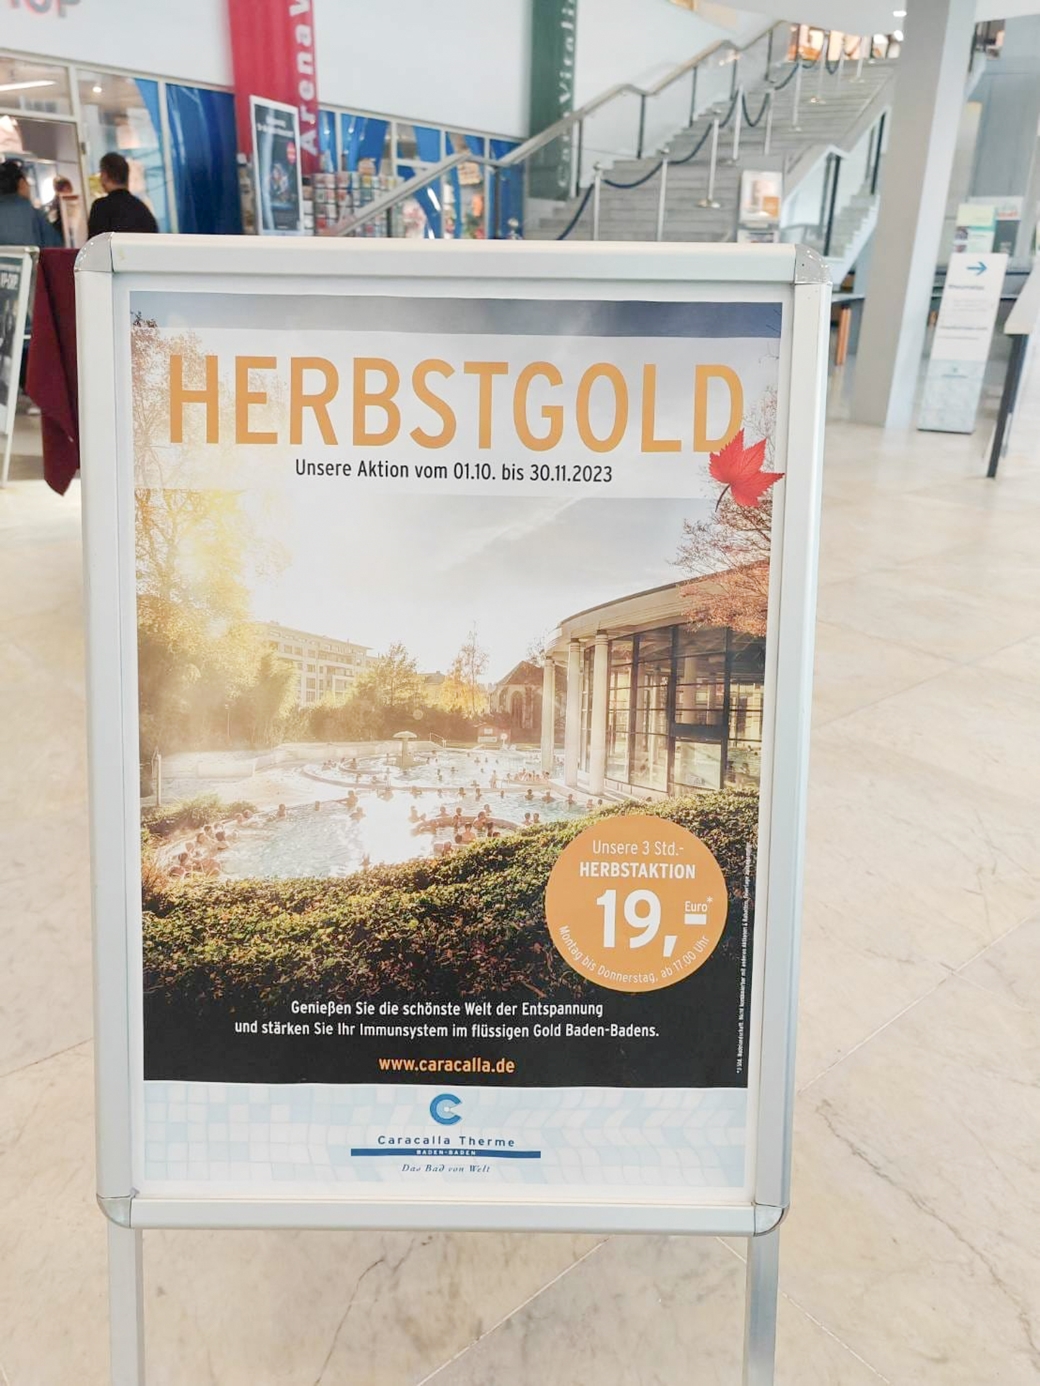 Arenav
HERBSTGOLD
Unsere Aktion vom 01.10. bis 30.11.2023
Unsere 3 Std.-
HERBSTAKTION
19,- Euro*
Montag bis Donnerstag, ab 17.00 Uhr
Genießen Sie die schönste Welt der Entspannung
und stärken Sie Ihr Immunsystem im flüssigen Gold Baden-Badens.
www.caracalla.de
Caracalla Therme
BADEN-BADEN
Das Bad von Welt